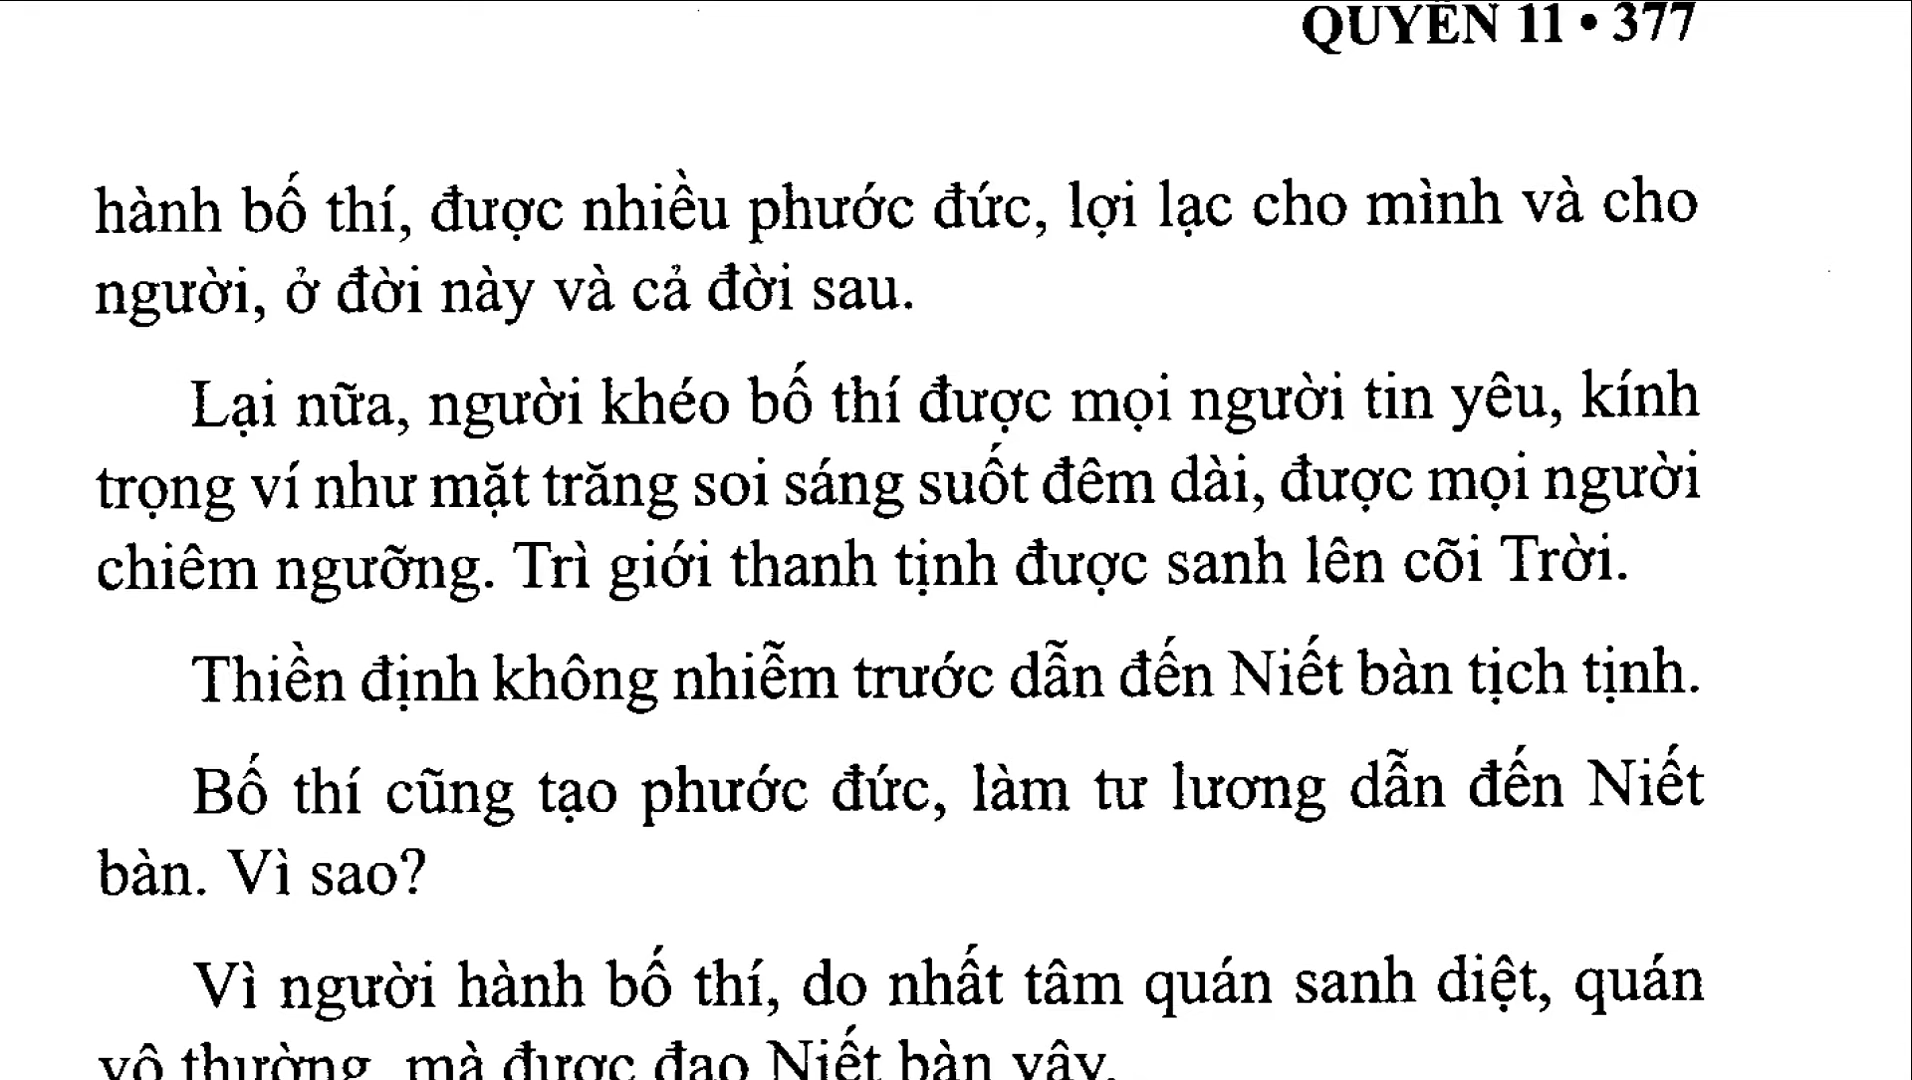 QUYỂN 11 • 377
hành bố thí, được nhiều phước đức, lợi lạc cho mình và cho
người, ở đời này và cả đời sau.
Lại nữa, người khéo bố thí được mọi người tin yêu, kính
trọng ví như mặt trăng soi sáng suốt đêm dài, được mọi người
chiêm ngưỡng. Trì giới thanh tịnh được sanh lên cõi Trời.
Thiền định không nhiễm trước dẫn đến Niết bàn tịch tịnh.
Bố thí cũng tạo phước đức, làm tư lương dẫn đến Niết
bàn. Vì sao?
Vì người hành bố thí, do nhất tâm quán sanh diệt, quán
vô thường, mà được đạo Niết bàn vậy.